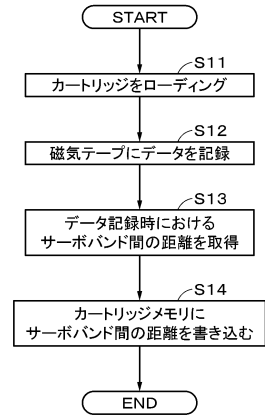 START
S11
カートリッジをローディング
S12
磁気テープにデータを記録
S13
データ記録時における
サーボバンド間の距離を取得
S14
カートリッジメモリに
サーボバンド間の距離を書き込む
END